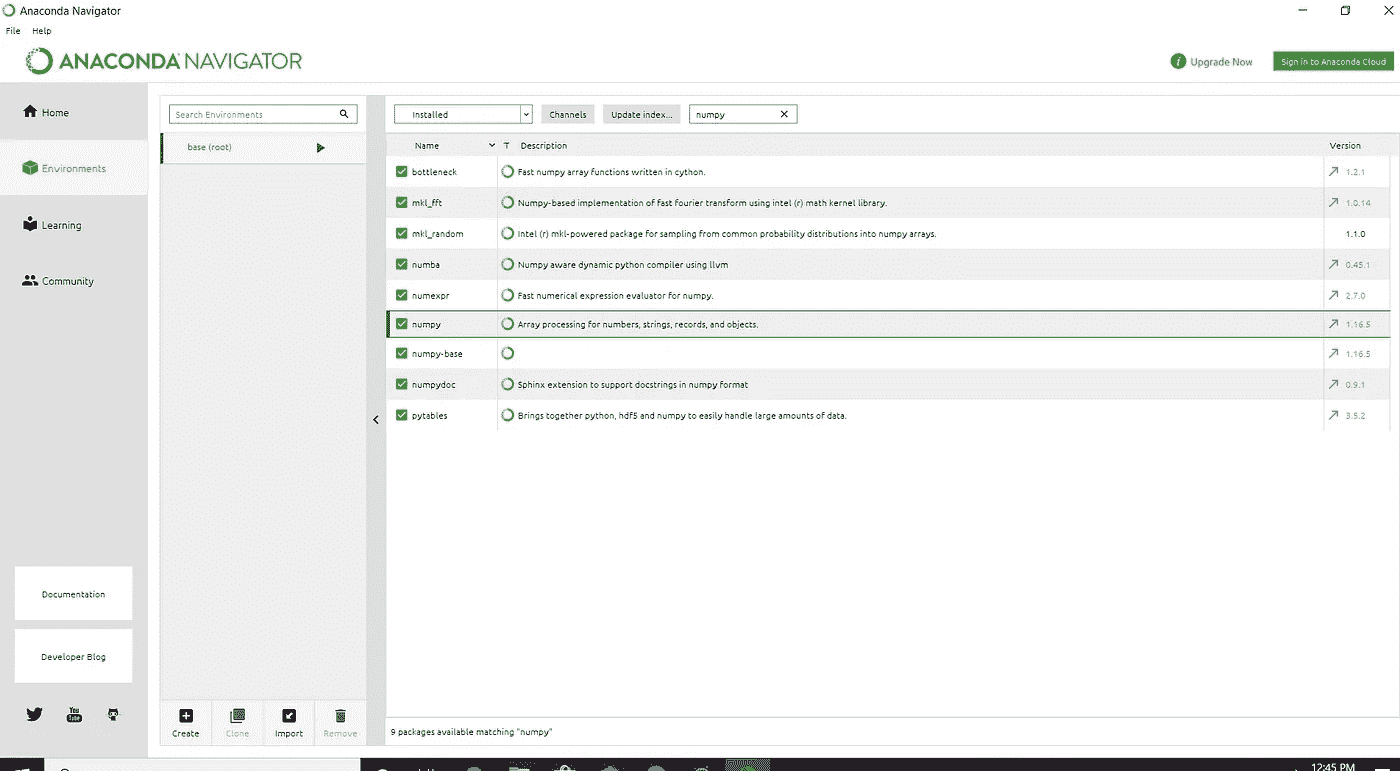 Anaconda Navigator
File Help
ANACONDA NAVIGATOR
i Upgrade Now
Sign in to Anaconda Cloud
Home
Environments
Learning
Community
Documentation
Developer Blog
You Tube
Search Environments
base (root)
Create Clone Import Remove
Installed Channels Update index... numpy
Name T Description Version
bottleneck Fast numpy array functions written in cython. 1.2.1
mkl_fft Numpy-based implementation of fast fourier transform using intel (r) math kernel library. 1.0.14
mkl_random Intel (r) mkl-powered package for sampling from common probability distributions into numpy arrays. 1.1.0
numba Numpy aware dynamic python compiler using llvm 0.45.1
numexpr Fast numerical expression evaluator for numpy. 2.7.0
numpy Array processing for numbers, strings, records, and objects. 1.16.5
numpy-base 1.16.5
numpydoc Sphinx extension to support docstrings in numpy format 0.9.1
pytables Brings together python, hdf5 and numpy to easily handle large amounts of data. 3.5.2
9 packages available matching "numpy"
12:45 PM